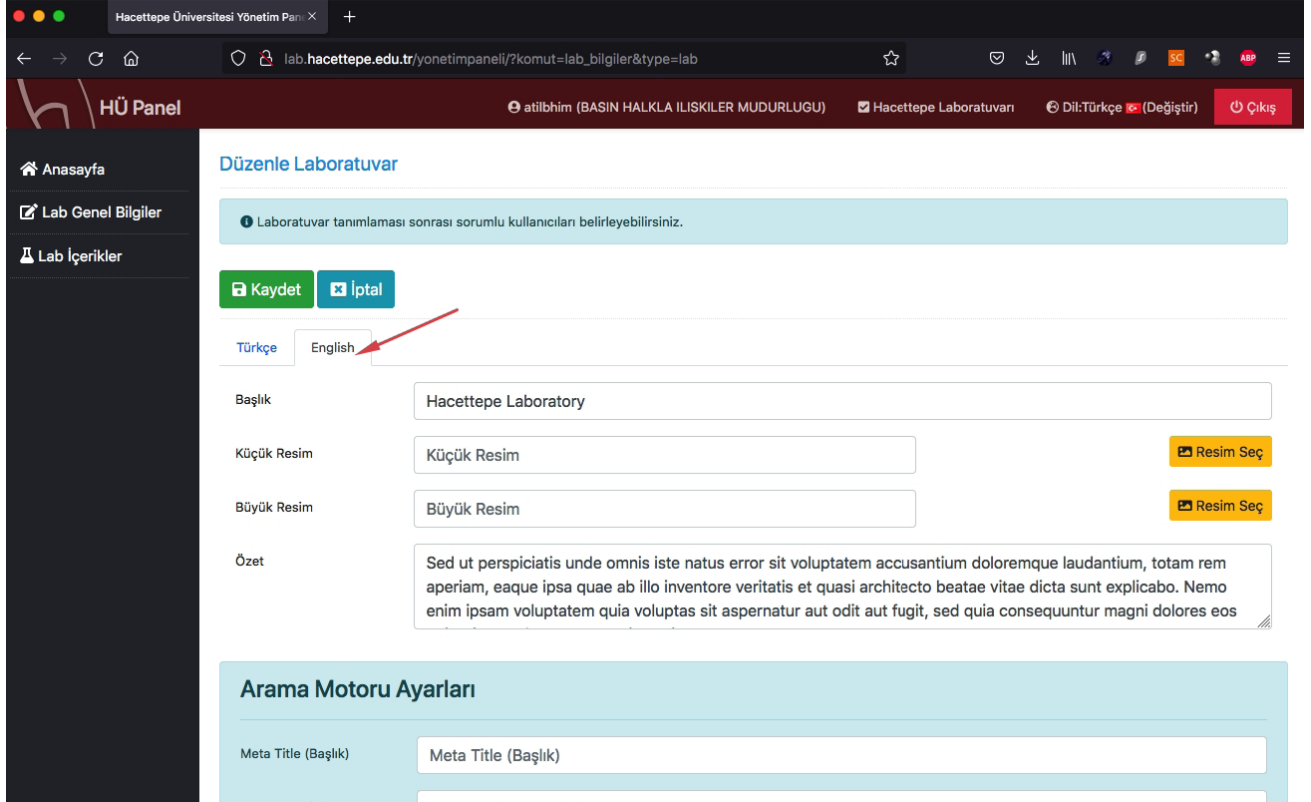 Hacettepe Üniversitesi Yönetim Pan
lab.hacettepe.edu.tr/yonetimpaneli/?komut=lab_bilgiler&type=lab
SC
ABP
HÜ Panel
atilbhim (BASIN HALKLA ILISKILER MUDURLUGU)
Hacettepe Laboratuvarı
Dil:Türkçe (Değiştir)
Çıkış
Anasayfa
Lab Genel Bilgiler
Lab İçerikler
Düzenle Laboratuvar
Laboratuvar tanımlaması sonrası sorumlu kullanıcıları belirleyebilirsiniz.
Kaydet
İptal
Türkçe
English
Başlık
Hacettepe Laboratory
Küçük Resim
Küçük Resim
Resim Seç
Büyük Resim
Büyük Resim
Resim Seç
Özet
Sed ut perspiciatis unde omnis iste natus error sit voluptatem accusantium doloremque laudantium, totam rem
aperiam, eaque ipsa quae ab illo inventore veritatis et quasi architecto beatae vitae dicta sunt explicabo. Nemo
enim ipsam voluptatem quia voluptas sit aspernatur aut odit aut fugit, sed quia consequuntur magni dolores eos
Arama Motoru Ayarları
Meta Title (Başlık)
Meta Title (Başlık)